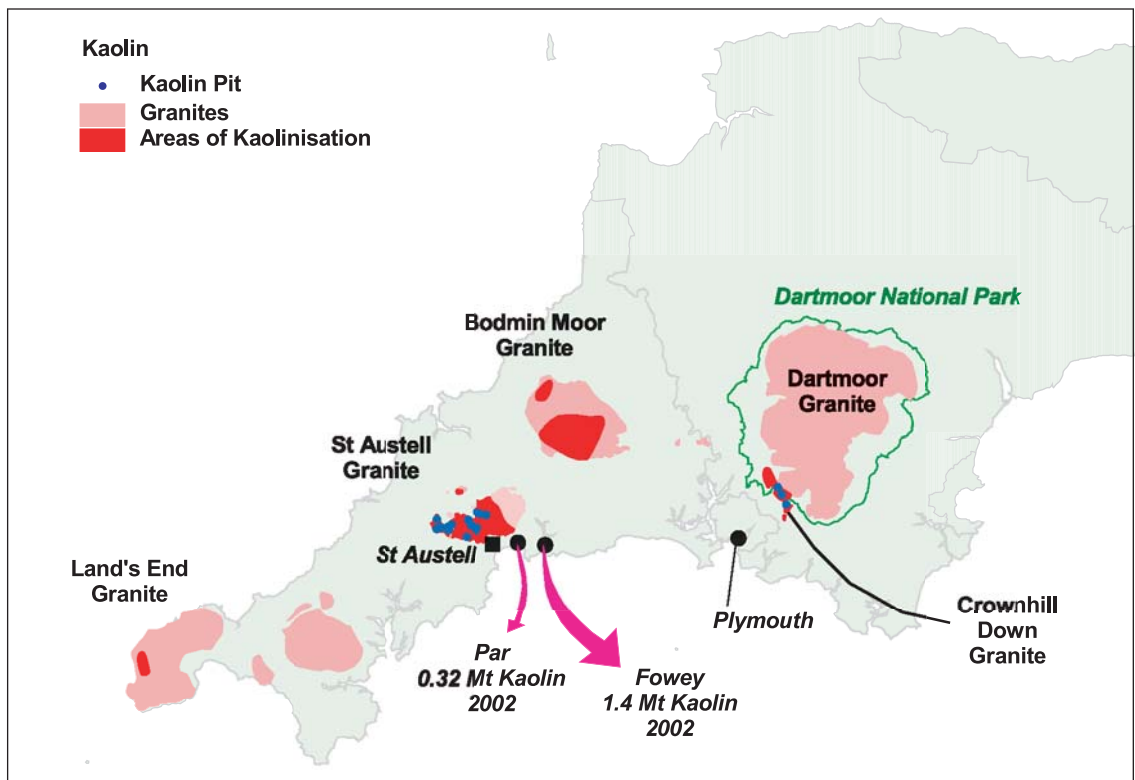 Kaolin
Kaolin Pit
Granites
Areas of Kaolinisation
Dartmoor National Park
Bodmin Moor
Granite
Dartmoor
Granite
St Austell
Granite
St Austell
Land's End
Granite
Plymouth
Crownhill
Down
Granite
Par
0.32 Mt Kaolin
2002
Fowey
1.4 Mt Kaolin
2002